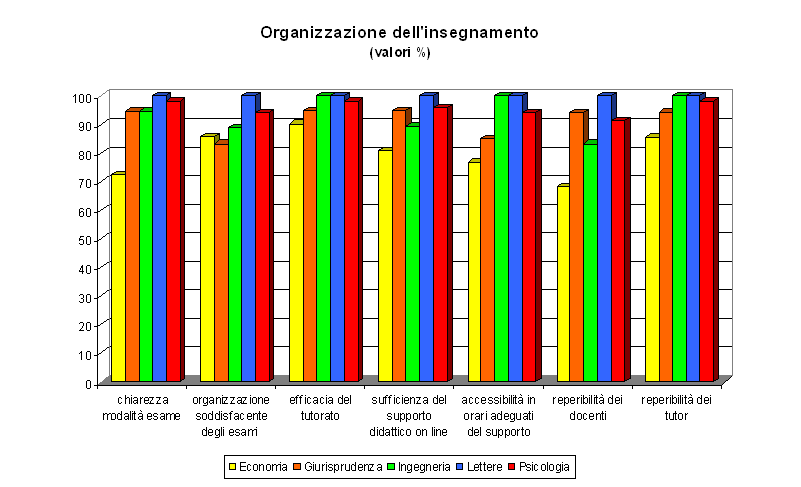 Organizzazione dell'insegnamento
(valori %)
100
90
80
70
60
50
40
30
20
10
0
chiarezza
modalità esame
organizzazione
soddisfacente
degli esami
efficacia del
tutorato
sufficienza del
supporto
didattico on line
accessibilità in
orari adeguati
del supporto
reperibilità dei
docenti
reperibilità dei
tutor
Economia Giurisprudenza Ingegneria Lettere Psicologia